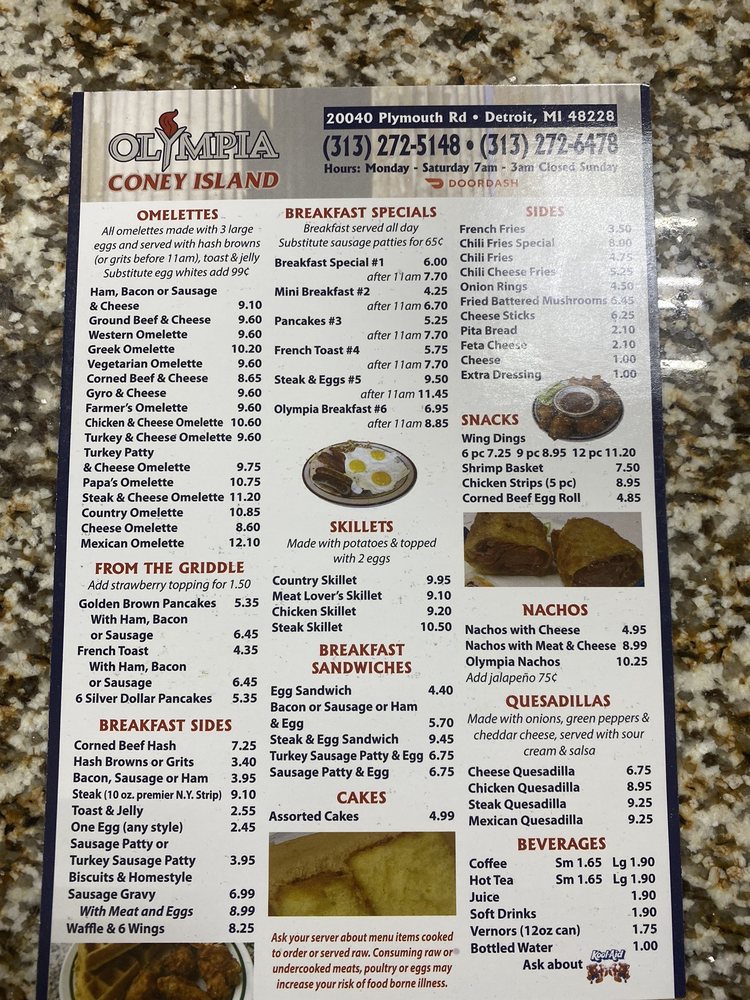 OLYMPIA
CONEY ISLAND
20040 Plymouth Rd • Detroit, MI 48228
(313) 272-5148 • (313) 272-6478
Hours: Monday - Saturday 7am - 3am Closed Sunday
DOORDASH
OMELETTES
All omelettes made with 3 large
eggs and served with hash browns
(or grits before 11am), toast & jelly
Substitute egg whites add 99¢
Ham, Bacon or Sausage
& Cheese 9.10
Ground Beef & Cheese 9.60
Western Omelette 9.60
Greek Omelette 10.20
Vegetarian Omelette 9.60
Corned Beef & Cheese 8.65
Gyro & Cheese 9.60
Farmer's Omelette 9.60
Chicken & Cheese Omelette 10.60
Turkey & Cheese Omelette 9.60
Turkey Patty
& Cheese Omelette 9.75
Papa's Omelette 10.75
Steak & Cheese Omelette 11.20
Country Omelette 10.85
Cheese Omelette 8.60
Mexican Omelette 12.10
FROM THE GRIDDLE
Add strawberry topping for 1.50
Golden Brown Pancakes 5.35
With Ham, Bacon
or Sausage 6.45
French Toast 4.35
With Ham, Bacon
or Sausage 6.45
6 Silver Dollar Pancakes 5.35
BREAKFAST SIDES
Corned Beef Hash 7.25
Hash Browns or Grits 3.40
Bacon, Sausage or Ham 3.95
Steak (10 oz. premier N.Y. Strip) 9.10
Toast & Jelly 2.55
One Egg (any style) 2.45
Sausage Patty or
Turkey Sausage Patty 3.95
Biscuits & Homestyle
Sausage Gravy 6.99
With Meat and Eggs 8.99
Waffle & 6 Wings 8.25
BREAKFAST SPECIALS
Breakfast served all day
Substitute sausage patties for 65¢
Breakfast Special #1 6.00
after 11am 7.70
Mini Breakfast #2 4.25
after 11am 6.70
Pancakes #3 5.25
after 11am 7.70
French Toast #4 5.75
after 11am 7.70
Steak & Eggs #5 9.50
after 11am 11.45
Olympia Breakfast #6 6.95
after 11am 8.85
SKILLETS
Made with potatoes & topped
with 2 eggs
Country Skillet 9.95
Meat Lover's Skillet 9.10
Chicken Skillet 9.20
Steak Skillet 10.50
BREAKFAST
SANDWICHES
Egg Sandwich 4.40
Bacon or Sausage or Ham
& Egg 5.70
Steak & Egg Sandwich 9.45
Turkey Sausage Patty & Egg 6.75
Sausage Patty & Egg 6.75
CAKES
Assorted Cakes 4.99
Ask your server about menu items cooked
to order or served raw. Consuming raw or
undercooked meats, poultry or eggs may
increase your risk of food borne illness.
SIDES
French Fries 3.50
Chili Fries Special 8.00
Chili Fries 4.75
Chili Cheese Fries 5.25
Onion Rings 4.50
Fried Battered Mushrooms 6.45
Cheese Sticks 6.25
Pita Bread 2.10
Feta Cheese 2.10
Cheese 1.00
Extra Dressing 1.00
SNACKS
Wing Dings
6 pc 7.25 9 pc 8.95 12 pc 11.20
Shrimp Basket 7.50
Chicken Strips (5 pc) 8.95
Corned Beef Egg Roll 4.85
NACHOS
Nachos with Cheese 4.95
Nachos with Meat & Cheese 8.99
Olympia Nachos 10.25
Add jalapeño 75¢
QUESADILLAS
Made with onions, green peppers &
cheddar cheese, served with sour
cream & salsa
Cheese Quesadilla 6.75
Chicken Quesadilla 8.95
Steak Quesadilla 9.25
Mexican Quesadilla 9.25
BEVERAGES
Coffee Sm 1.65 Lg 1.90
Hot Tea Sm 1.65 Lg 1.90
Juice 1.90
Soft Drinks 1.90
Vernors (12oz can) 1.75
Bottled Water 1.00
Ask about Kool-Aid